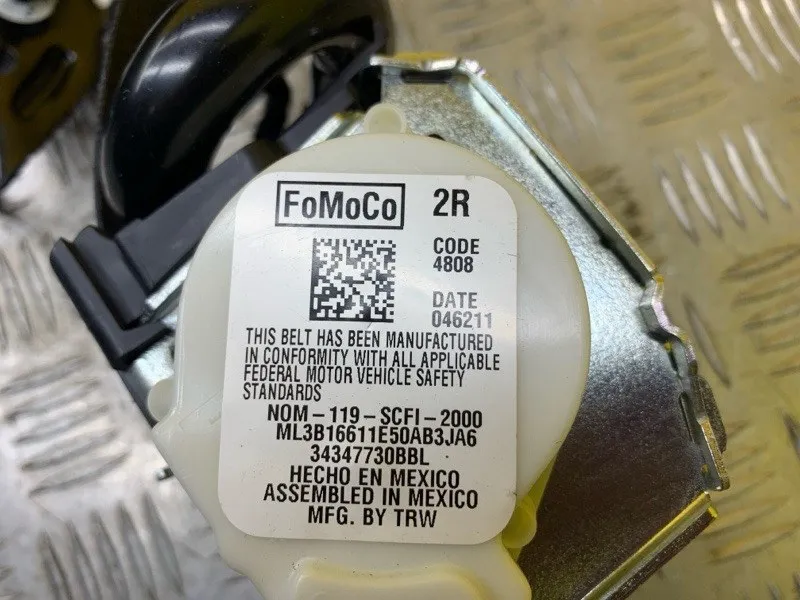 FoMoCo 2R
CODE
4808
DATE
046211
THIS BELT HAS BEEN MANUFACTURED
IN CONFORMITY WITH ALL APPLICABLE
FEDERAL MOTOR VEHICLE SAFETY
STANDARDS
NOM-119-SCFI-2000
ML3B16611E50AB3JA6
34347730BBL
HECHO EN MEXICO
ASSEMBLED IN MEXICO
MFG. BY TRW